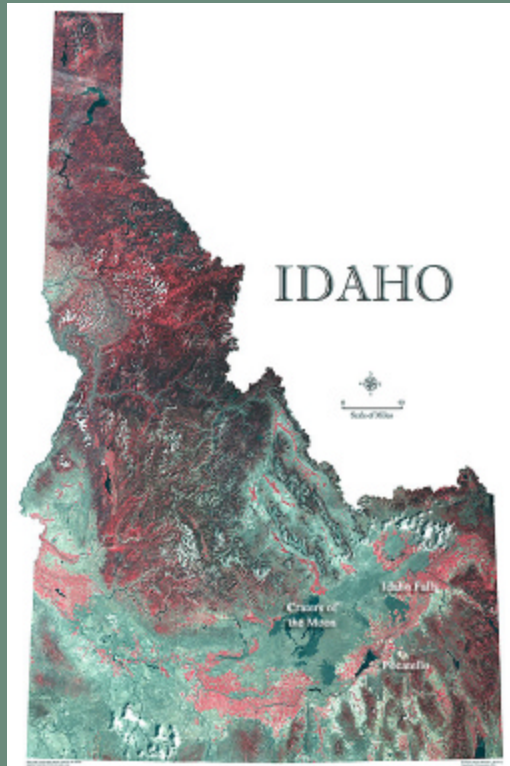 IDAHO
Scale of Miles
Idaho Falls
Craters of
the Moon
Pocatello